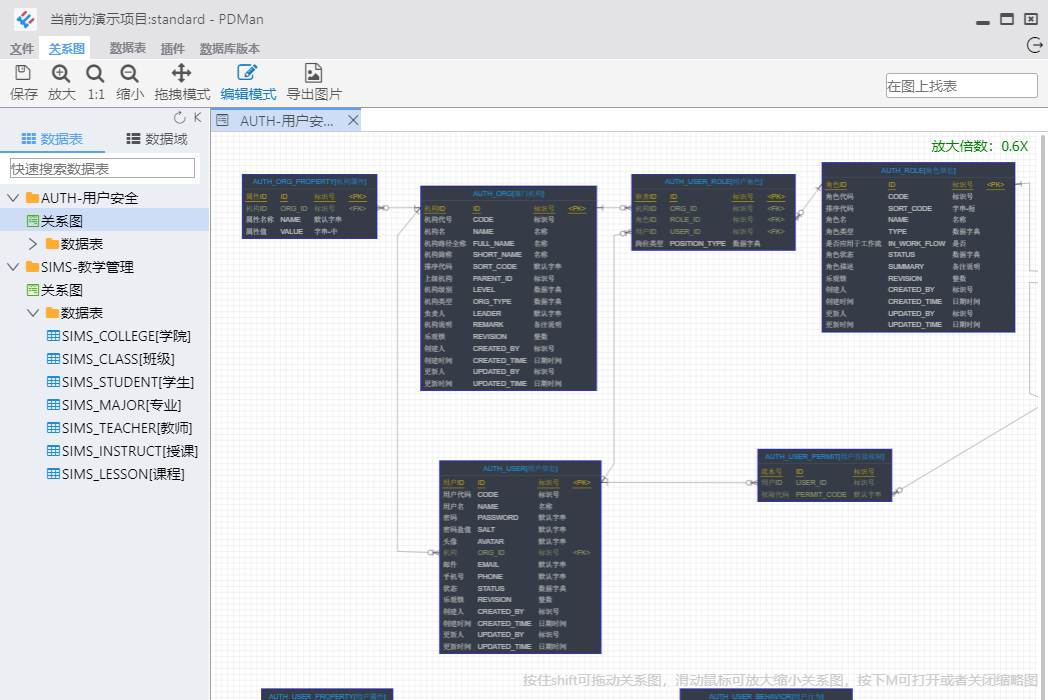 当前为演示项目:standard - PDMan
文件 关系图 数据表 插件 数据库版本
保存 放大 1:1 缩小 拖拽模式 编辑模式 导出图片
在图上找表
数据表 数据域
快速搜索数据表
AUTH-用户安全
关系图
数据表
SIMS-教学管理
关系图
数据表
SIMS_COLLEGE[学院]
SIMS_CLASS[班级]
SIMS_STUDENT[学生]
SIMS_MAJOR[专业]
SIMS_TEACHER[教师]
SIMS_INSTRUCT[授课]
SIMS_LESSON[课程]
AUTH-用户安...
放大倍数：0.6X
AUTH_ORG_PROPERTY[机构属性]
属性ID ID 标识号 <PK>
机构ID ORG_ID 标识号 <FK>
属性名称 NAME 默认字串
属性值 VALUE 字串-中
AUTH_ORG[部门机构]
机构ID ID 标识号 <PK>
机构代号 CODE 标识号
机构名 NAME 名称
机构路径全称 FULL_NAME 名称
机构简称 SHORT_NAME 名称
排序代码 SORT_CODE 默认字串
上级机构 PARENT_ID 标识号
机构级别 LEVEL 数据字典
机构类型 ORG_TYPE 数据字典
负责人 LEADER 默认字串
机构说明 REMARK 备注说明
乐观锁 REVISION 整数
创建人 CREATED_BY 标识号
创建时间 CREATED_TIME 日期时间
更新人 UPDATED_BY 标识号
更新时间 UPDATED_TIME 日期时间
AUTH_USER_ROLE[用户角色]
ID 标识号 <PK>
机构ID ORG_ID 标识号 <FK>
角色ID ROLE_ID 标识号 <FK>
用户ID USER_ID 标识号 <FK>
岗位类型 POSITION_TYPE 数据字典
AUTH_ROLE[角色信息]
角色ID ID 标识号 <PK>
角色代码 CODE 标识号
排序代码 SORT_CODE 字串-短
角色名 NAME 名称
角色类型 TYPE 数据字典
是否应用于工作流 IN_WORK_FLOW 是否
角色状态 STATUS 数据字典
角色描述 SUMMARY 备注说明
乐观锁 REVISION 整数
创建人 CREATED_BY 标识号
创建时间 CREATED_TIME 日期时间
更新人 UPDATED_BY 标识号
更新时间 UPDATED_TIME 日期时间
AUTH_USER[用户信息]
用户ID ID 标识号 <PK>
用户代码 CODE 标识号
用户名 NAME 名称
密码 PASSWORD 默认字串
密码盐值 SALT 默认字串
头像 AVATAR 默认字串
机构 ORG_ID 标识号 <FK>
邮件 EMAIL 默认字串
手机号 PHONE 默认字串
状态 STATUS 数据字典
乐观锁 REVISION 整数
创建人 CREATED_BY 标识号
创建时间 CREATED_TIME 日期时间
更新人 UPDATED_BY 标识号
更新时间 UPDATED_TIME 日期时间
AUTH_USER_PERMIT[用户直接权限]
流水号 ID 标识号
用户ID USER_ID 标识号
权限代码 PERMIT_CODE 默认字串
按住shift可拖动关系图，滑动鼠标可放大缩小关系图，按下M可打开或者关闭缩略图
AUTH_USER_PROPERTY[用户属性]
AUTH_USER_BEHAVIOR[用户行为]